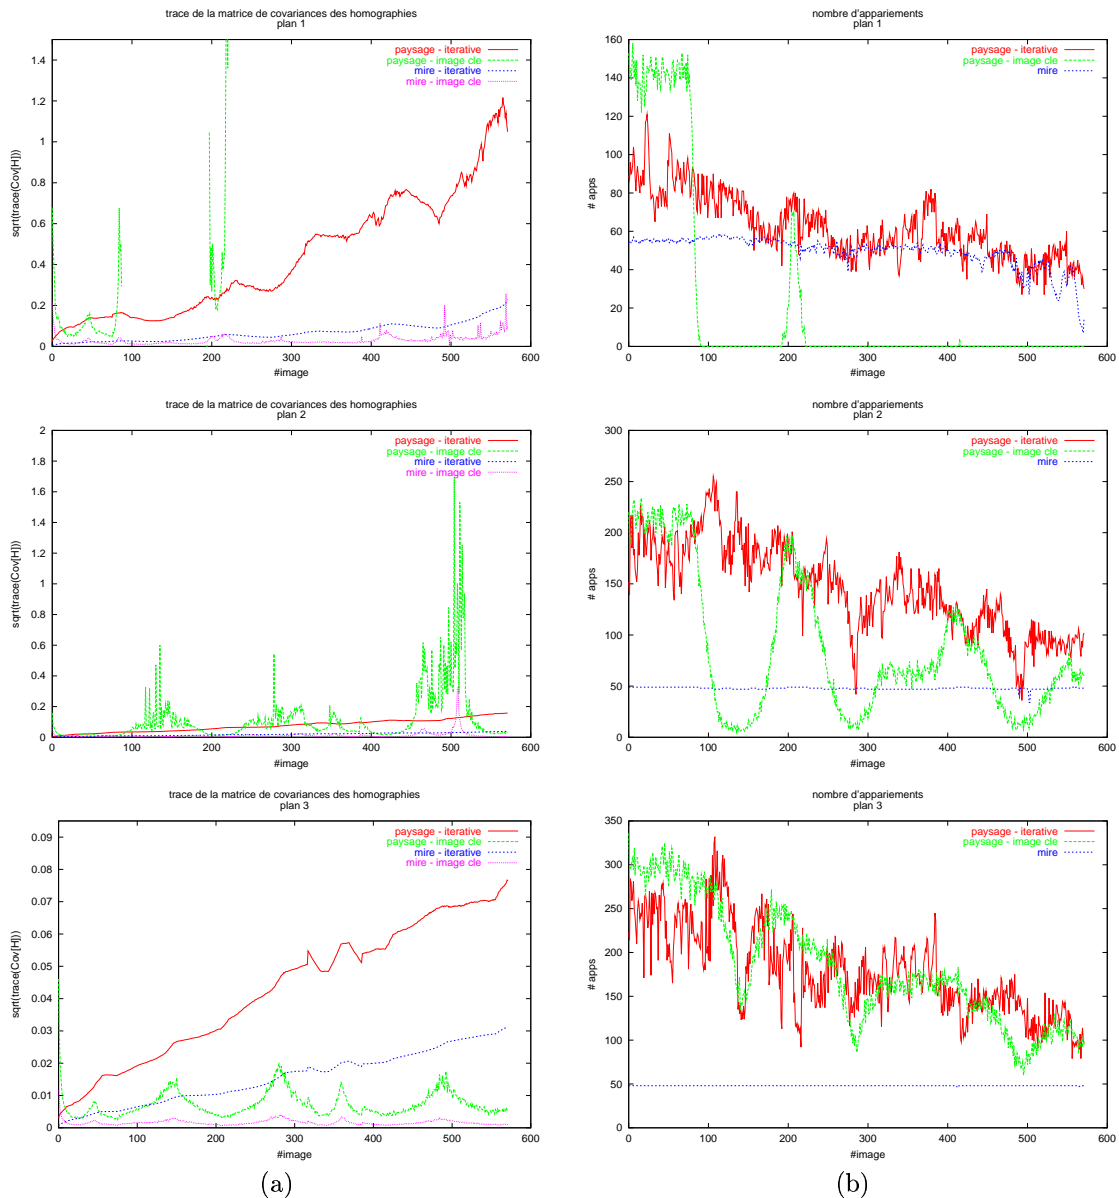 trace de la matrice de covariances des homographies
plan 1
sqrt(trace(Cov[H]))
1.4
1.2
1
0.8
0.6
0.4
0.2
0
paysage - iterative
paysage - image cle
mire - iterative
mire - image cle
0 100 200 300 400 500 600
#image
nombre d'appariements
plan 1
# apps
160
140
120
100
80
60
40
20
0
paysage - iterative
paysage - image cle
mire
0 100 200 300 400 500 600
#image
trace de la matrice de covariances des homographies
plan 2
sqrt(trace(Cov[H]))
2
1.8
1.6
1.4
1.2
1
0.8
0.6
0.4
0.2
0
paysage - iterative
paysage - image cle
mire - iterative
mire - image cle
0 100 200 300 400 500 600
#image
nombre d'appariements
plan 2
# apps
300
250
200
150
100
50
0
paysage - iterative
paysage - image cle
mire
0 100 200 300 400 500 600
#image
trace de la matrice de covariances des homographies
plan 3
sqrt(trace(Cov[H]))
0.09
0.08
0.07
0.06
0.05
0.04
0.03
0.02
0.01
0
paysage - iterative
paysage - image cle
mire - iterative
mire - image cle
0 100 200 300 400 500 600
#image
nombre d'appariements
plan 3
# apps
350
300
250
200
150
100
50
0
paysage - iterative
paysage - image cle
mire
0 100 200 300 400 500 600
#image
(a)
(b)